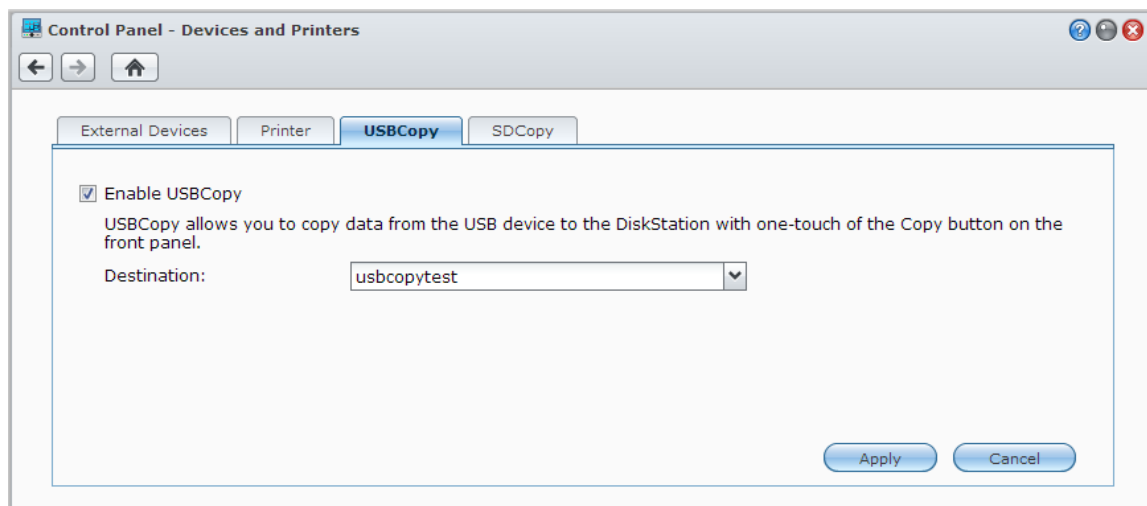 Control Panel - Devices and Printers
External Devices
Printer
USBCopy
SDCopy
Enable USBCopy
USBCopy allows you to copy data from the USB device to the DiskStation with one-touch of the Copy button on the
front panel.
Destination:
usbcopytest
Apply
Cancel